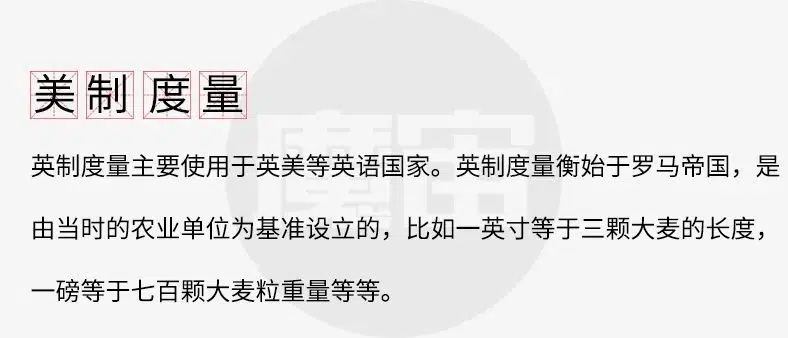 美制度量
英制度量主要使用于英美等英语国家。英制度量衡始于罗马帝国，是
由当时的农业单位为基准设立的，比如一英寸等于三颗大麦的长度，
一磅等于七百颗大麦粒重量等等。